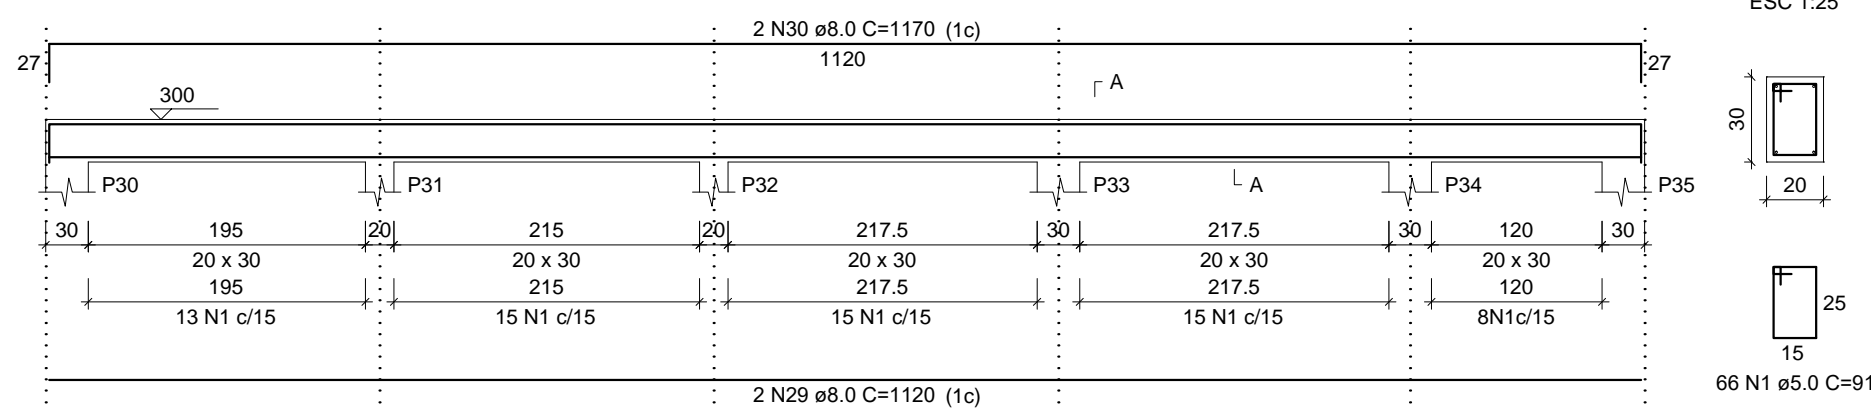 ESC 1:25
2 N30 ø8.0 C=1170 (1c)
27 1120 27
A
300
30
P30 P31 P32 P33 A P34 P35
20
30 195 20 215 20 217.5 30 217.5 30 120 30
20 x 30 20 x 30 20 x 30 20 x 30 20 x 30
195 215 217.5 217.5 120
13 N1 c/15 15 N1 c/15 15 N1 c/15 15 N1 c/15 8N1c/15
25
15
66 N1 ø5.0 C=91
2 N29 ø8.0 C=1120 (1c)